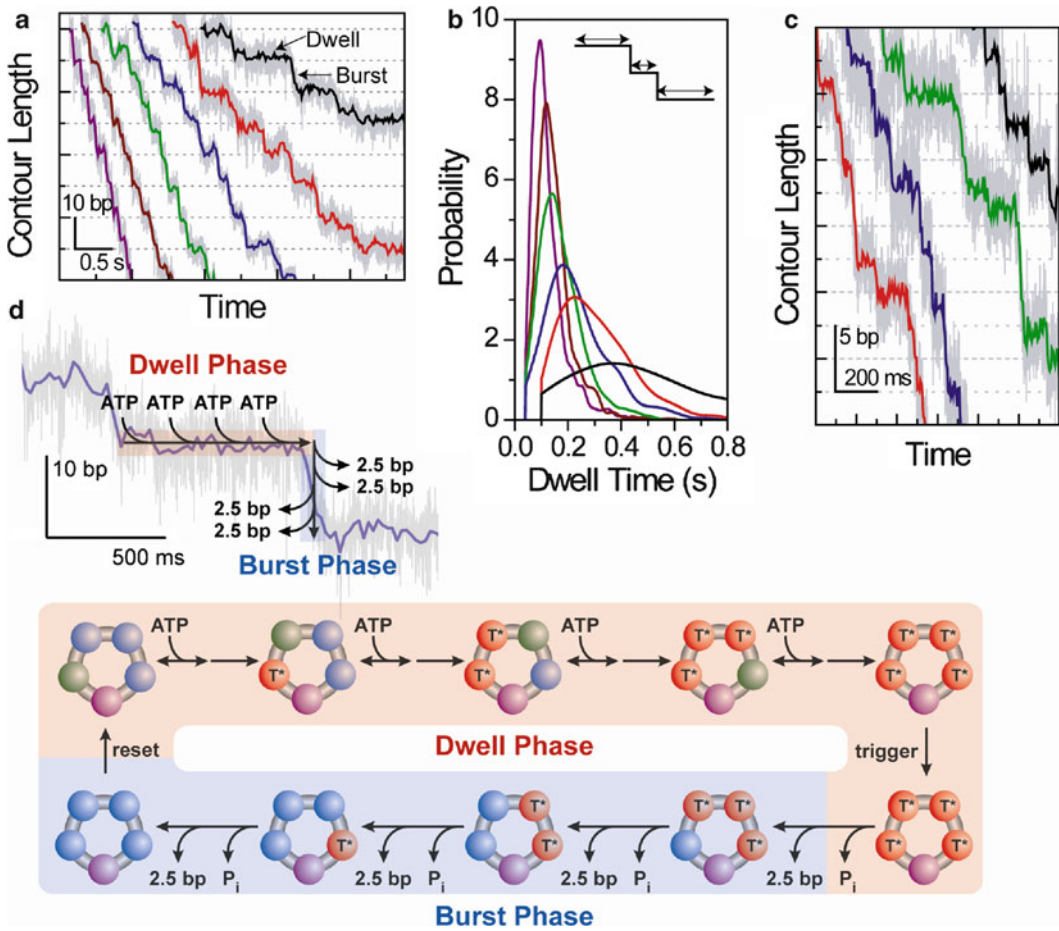 a
Contour Length
Dwell
Burst
10 bp
0.5 s
Time
b
Probability
10
8
6
4
2
0
0.0 0.2 0.4 0.6 0.8
Dwell Time (s)
c
Contour Length
5 bp
200 ms
Time
d
Dwell Phase
ATP ATP ATP ATP
10 bp
2.5 bp
2.5 bp
2.5 bp
2.5 bp
500 ms
Burst Phase
ATP ATP ATP ATP
T* T* T* T* T* T* T* T* T* T*
reset
Dwell Phase
trigger
T* T* T* T* T* T* T* T* T* T*
2.5 bp Pi 2.5 bp Pi 2.5 bp Pi 2.5 bp Pi
Burst Phase